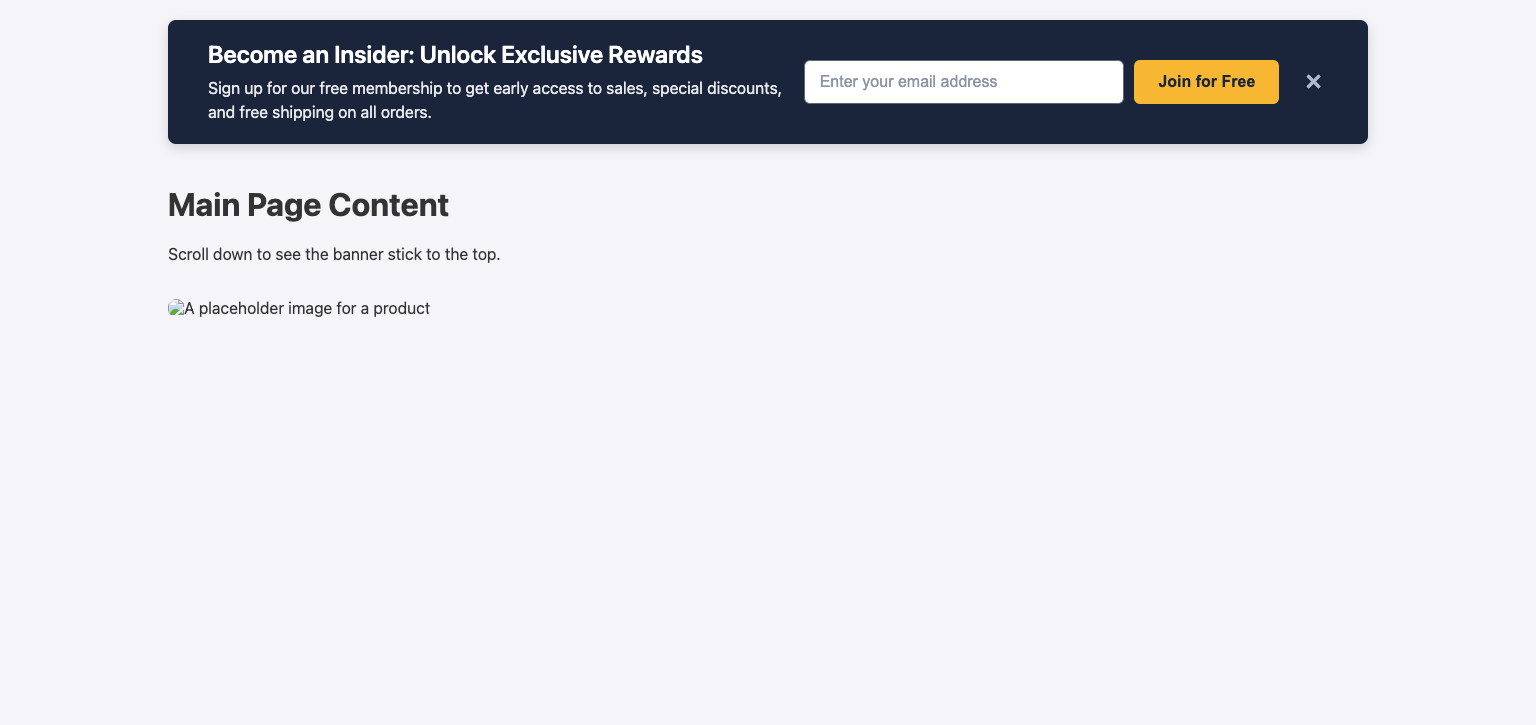 Become an Insider: Unlock Exclusive Rewards
Sign up for our free membership to get early access to sales, special discounts,
and free shipping on all orders.
Enter your email address
Join for Free
×
Main Page Content
Scroll down to see the banner stick to the top.
A placeholder image for a product